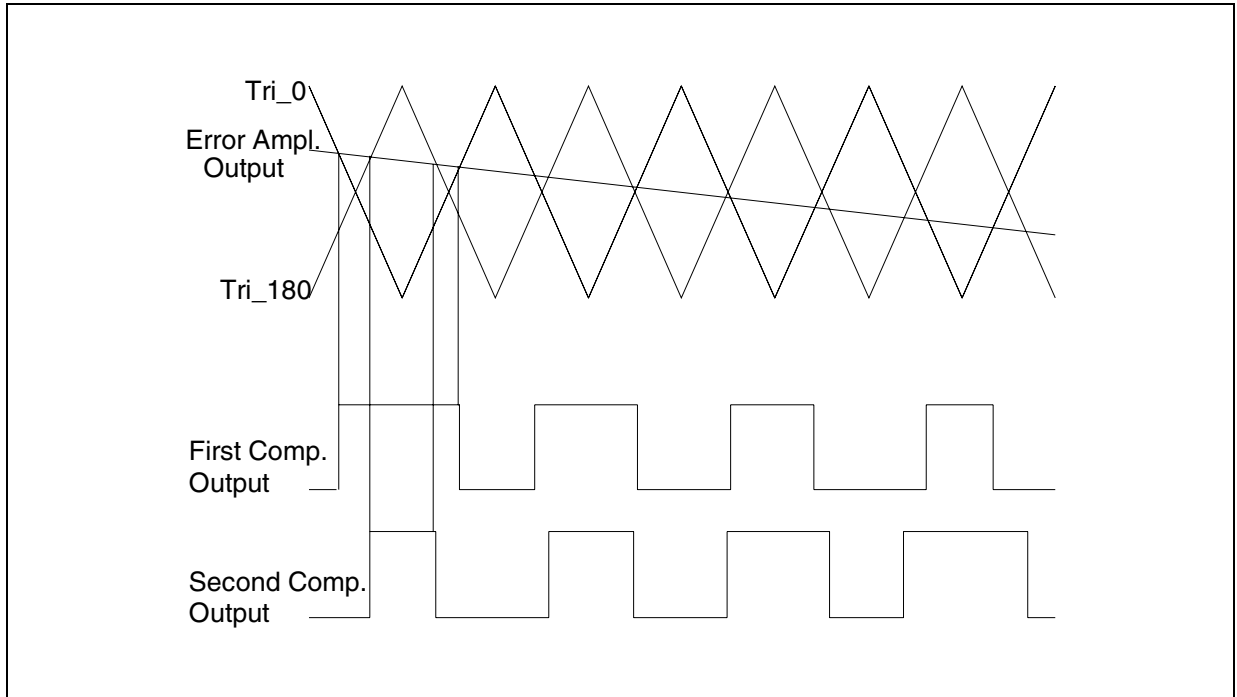 Tri_0
Error Ampl.
Output
Tri_180
First Comp.
Output
Second Comp.
Output